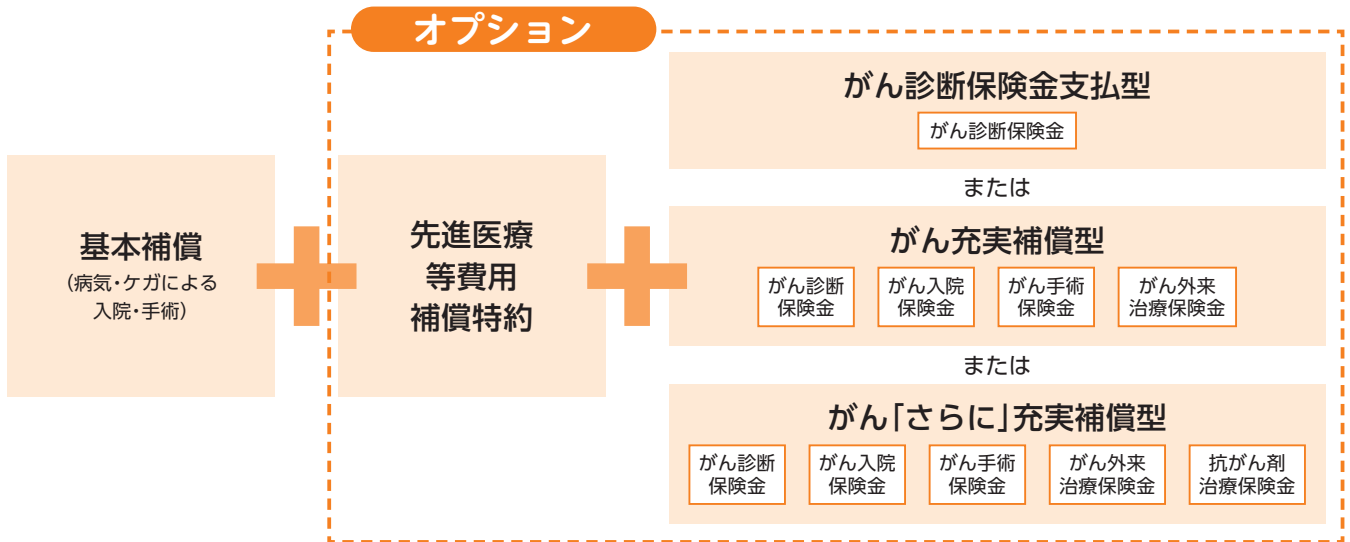 オプション
基本補償
(病気・ケガによる
入院・手術)
先進医療
等費用
補償特約
がん診断保険金支払型
がん診断保険金
または
がん充実補償型
がん診断
保険金
がん入院
保険金
がん手術
保険金
がん外来
治療保険金
または
がん「さらに」充実補償型
がん診断
保険金
がん入院
保険金
がん手術
保険金
がん外来
治療保険金
抗がん剤
治療保険金